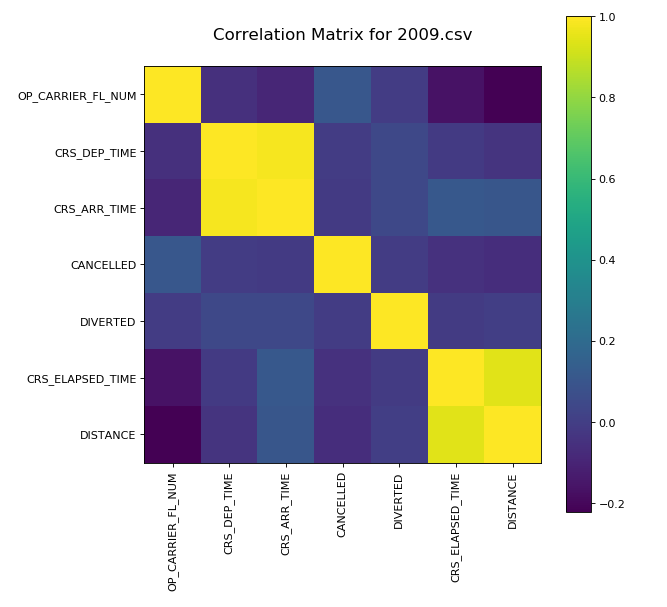 Correlation Matrix for 2009.csv
OP_CARRIER_FL_NUM
CRS_DEP_TIME
CRS_ARR_TIME
CANCELLED
DIVERTED
CRS_ELAPSED_TIME
DISTANCE
OP_CARRIER_FL_NUM
CRS_DEP_TIME
CRS_ARR_TIME
CANCELLED
DIVERTED
CRS_ELAPSED_TIME
DISTANCE
1.0
0.8
0.6
0.4
0.2
0.0
−0.2